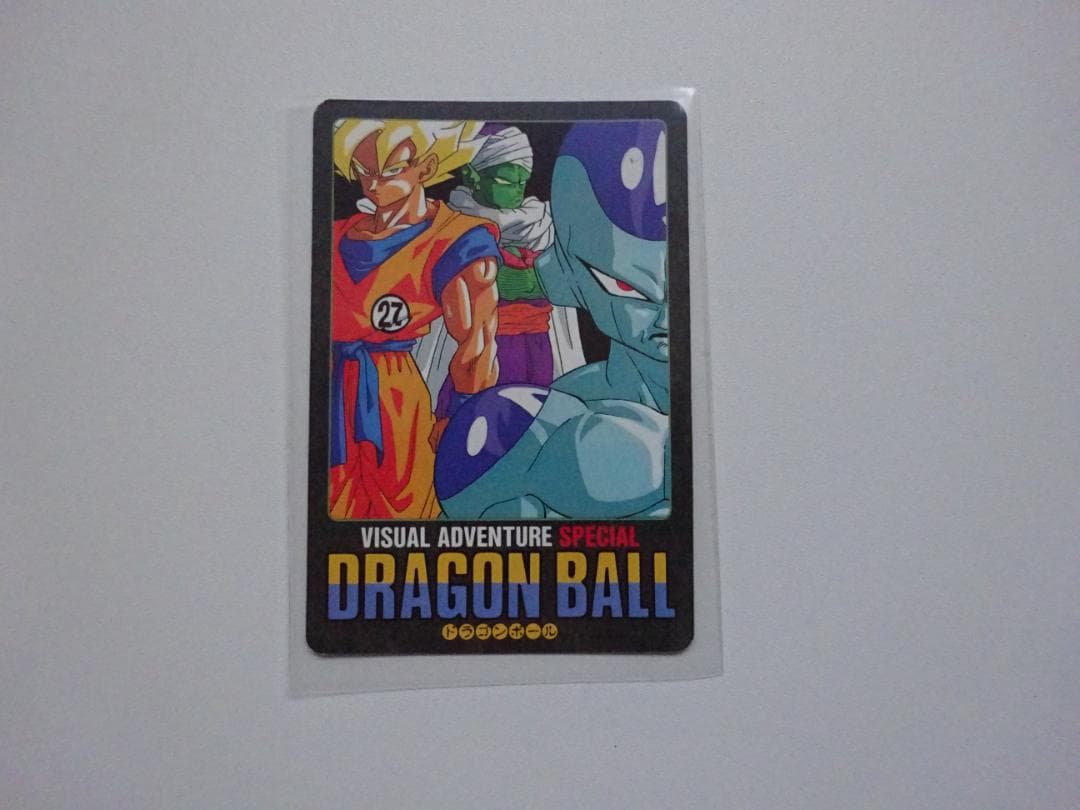 27
VISUAL ADVENTURE SPECIAL
DRAGON BALL
ドラゴンボール